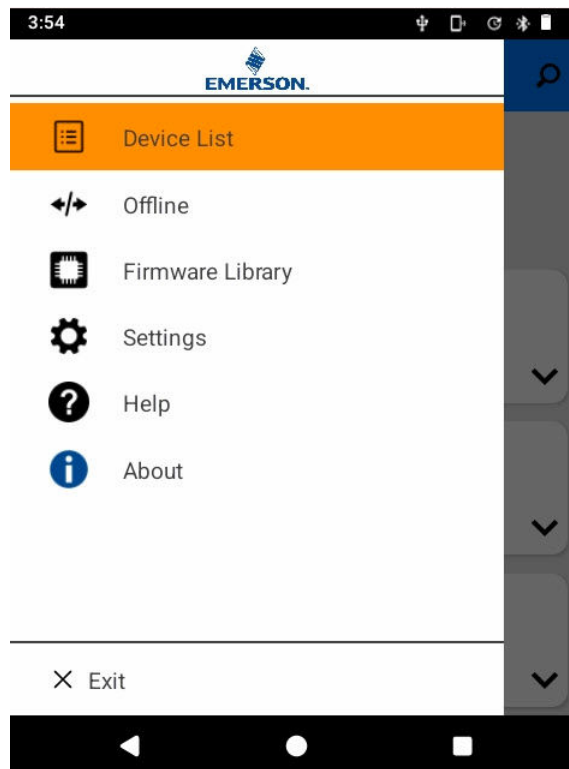 3:54
EMERSON.
Device List
Offline
Firmware Library
Settings
Help
About
Exit